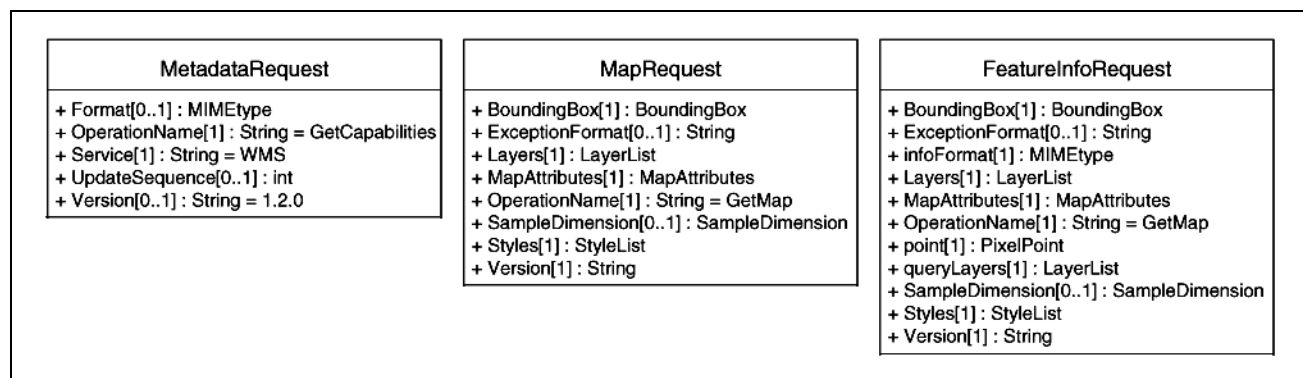 MetadataRequest
+ Format[0..1] : MIMEtype
+ OperationName[1] : String = GetCapabilities
+ Service[1] : String = WMS
+ UpdateSequence[0..1] : int
+ Version[0..1] : String = 1.2.0
MapRequest
+ BoundingBox[1] : BoundingBox
+ ExceptionFormat[0..1] : String
+ Layers[1] : LayerList
+ MapAttributes[1] : MapAttributes
+ OperationName[1] : String = GetMap
+ SampleDimension[0..1] : SampleDimension
+ Styles[1] : StyleList
+ Version[1] : String
FeatureInfoRequest
+ BoundingBox[1] : BoundingBox
+ ExceptionFormat[0..1] : String
+ infoFormat[1] : MIMEtype
+ Layers[1] : LayerList
+ MapAttributes[1] : MapAttributes
+ OperationName[1] : String = GetMap
+ point[1] : PixelPoint
+ queryLayers[1] : LayerList
+ SampleDimension[0..1] : SampleDimension
+ Styles[1] : StyleList
+ Version[1] : String